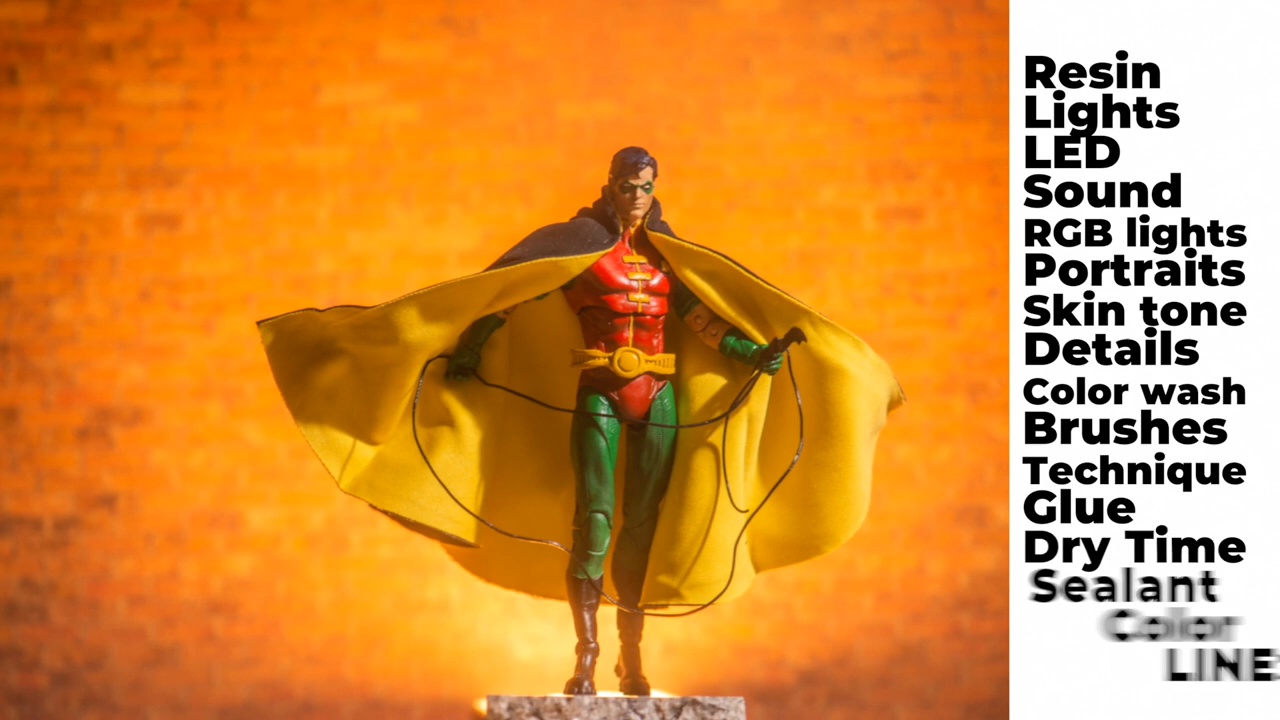 Resin
Lights
LED
Sound
RGB lights
Portraits
Skin tone
Details
Color wash
Brushes
Technique
Glue
Dry Time
Sealant
Color
LINE